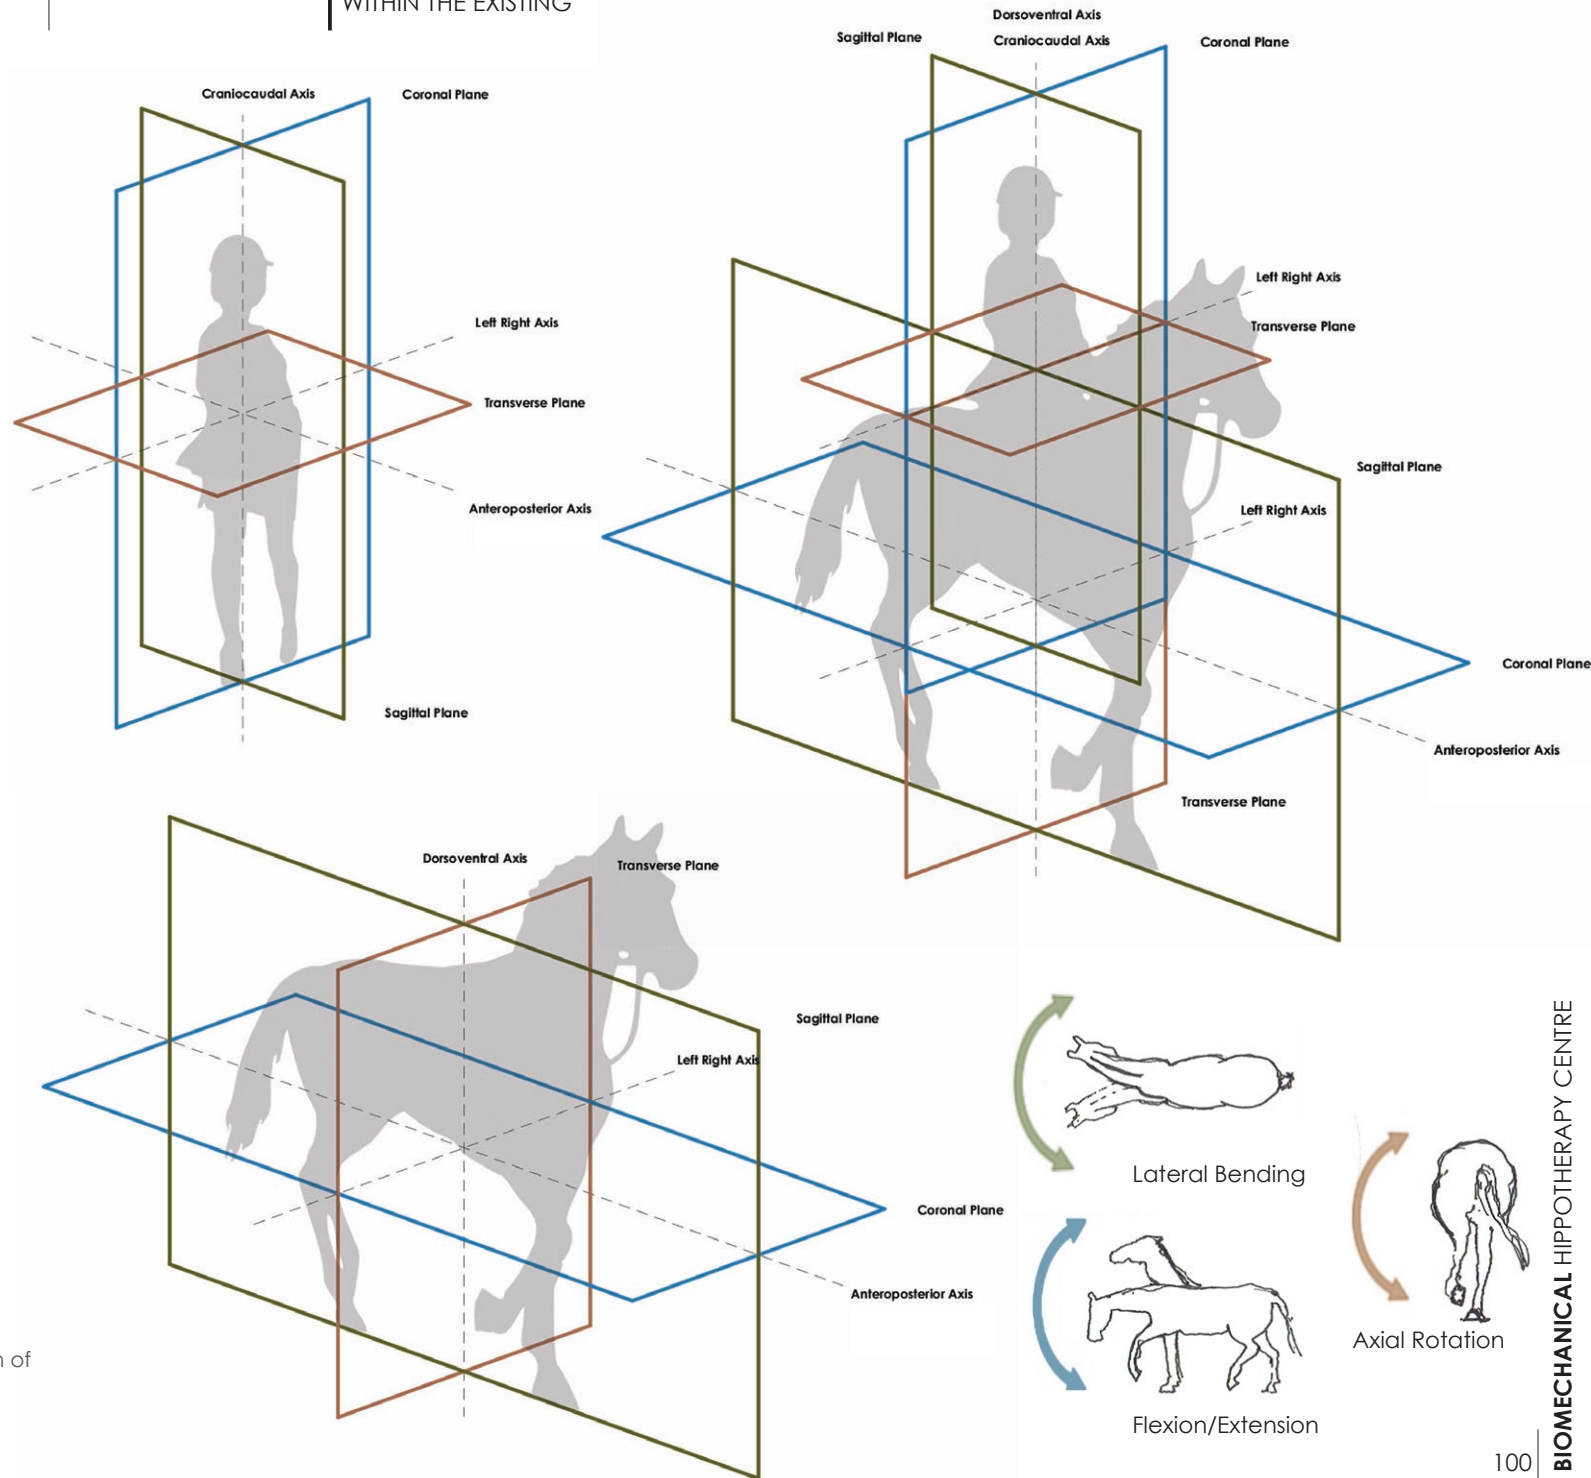 WITHIN THE EXISTING
Craniocaudal Axis
Coronal Plane
Left Right Axis
Transverse Plane
Anteroposterior Axis
Sagittal Plane
Dorsoventral Axis
Craniocaudal Axis
Sagittal Plane
Coronal Plane
Left Right Axis
Transverse Plane
Sagittal Plane
Left Right Axis
Coronal Plane
Anteroposterior Axis
Transverse Plane
Dorsoventral Axis
Transverse Plane
Sagittal Plane
Left Right Axis
Coronal Plane
Anteroposterior Axis
Lateral Bending
Flexion/Extension
Axial Rotation
of
BIOMECHANICAL HIPPOTHERAPY CENTRE
100